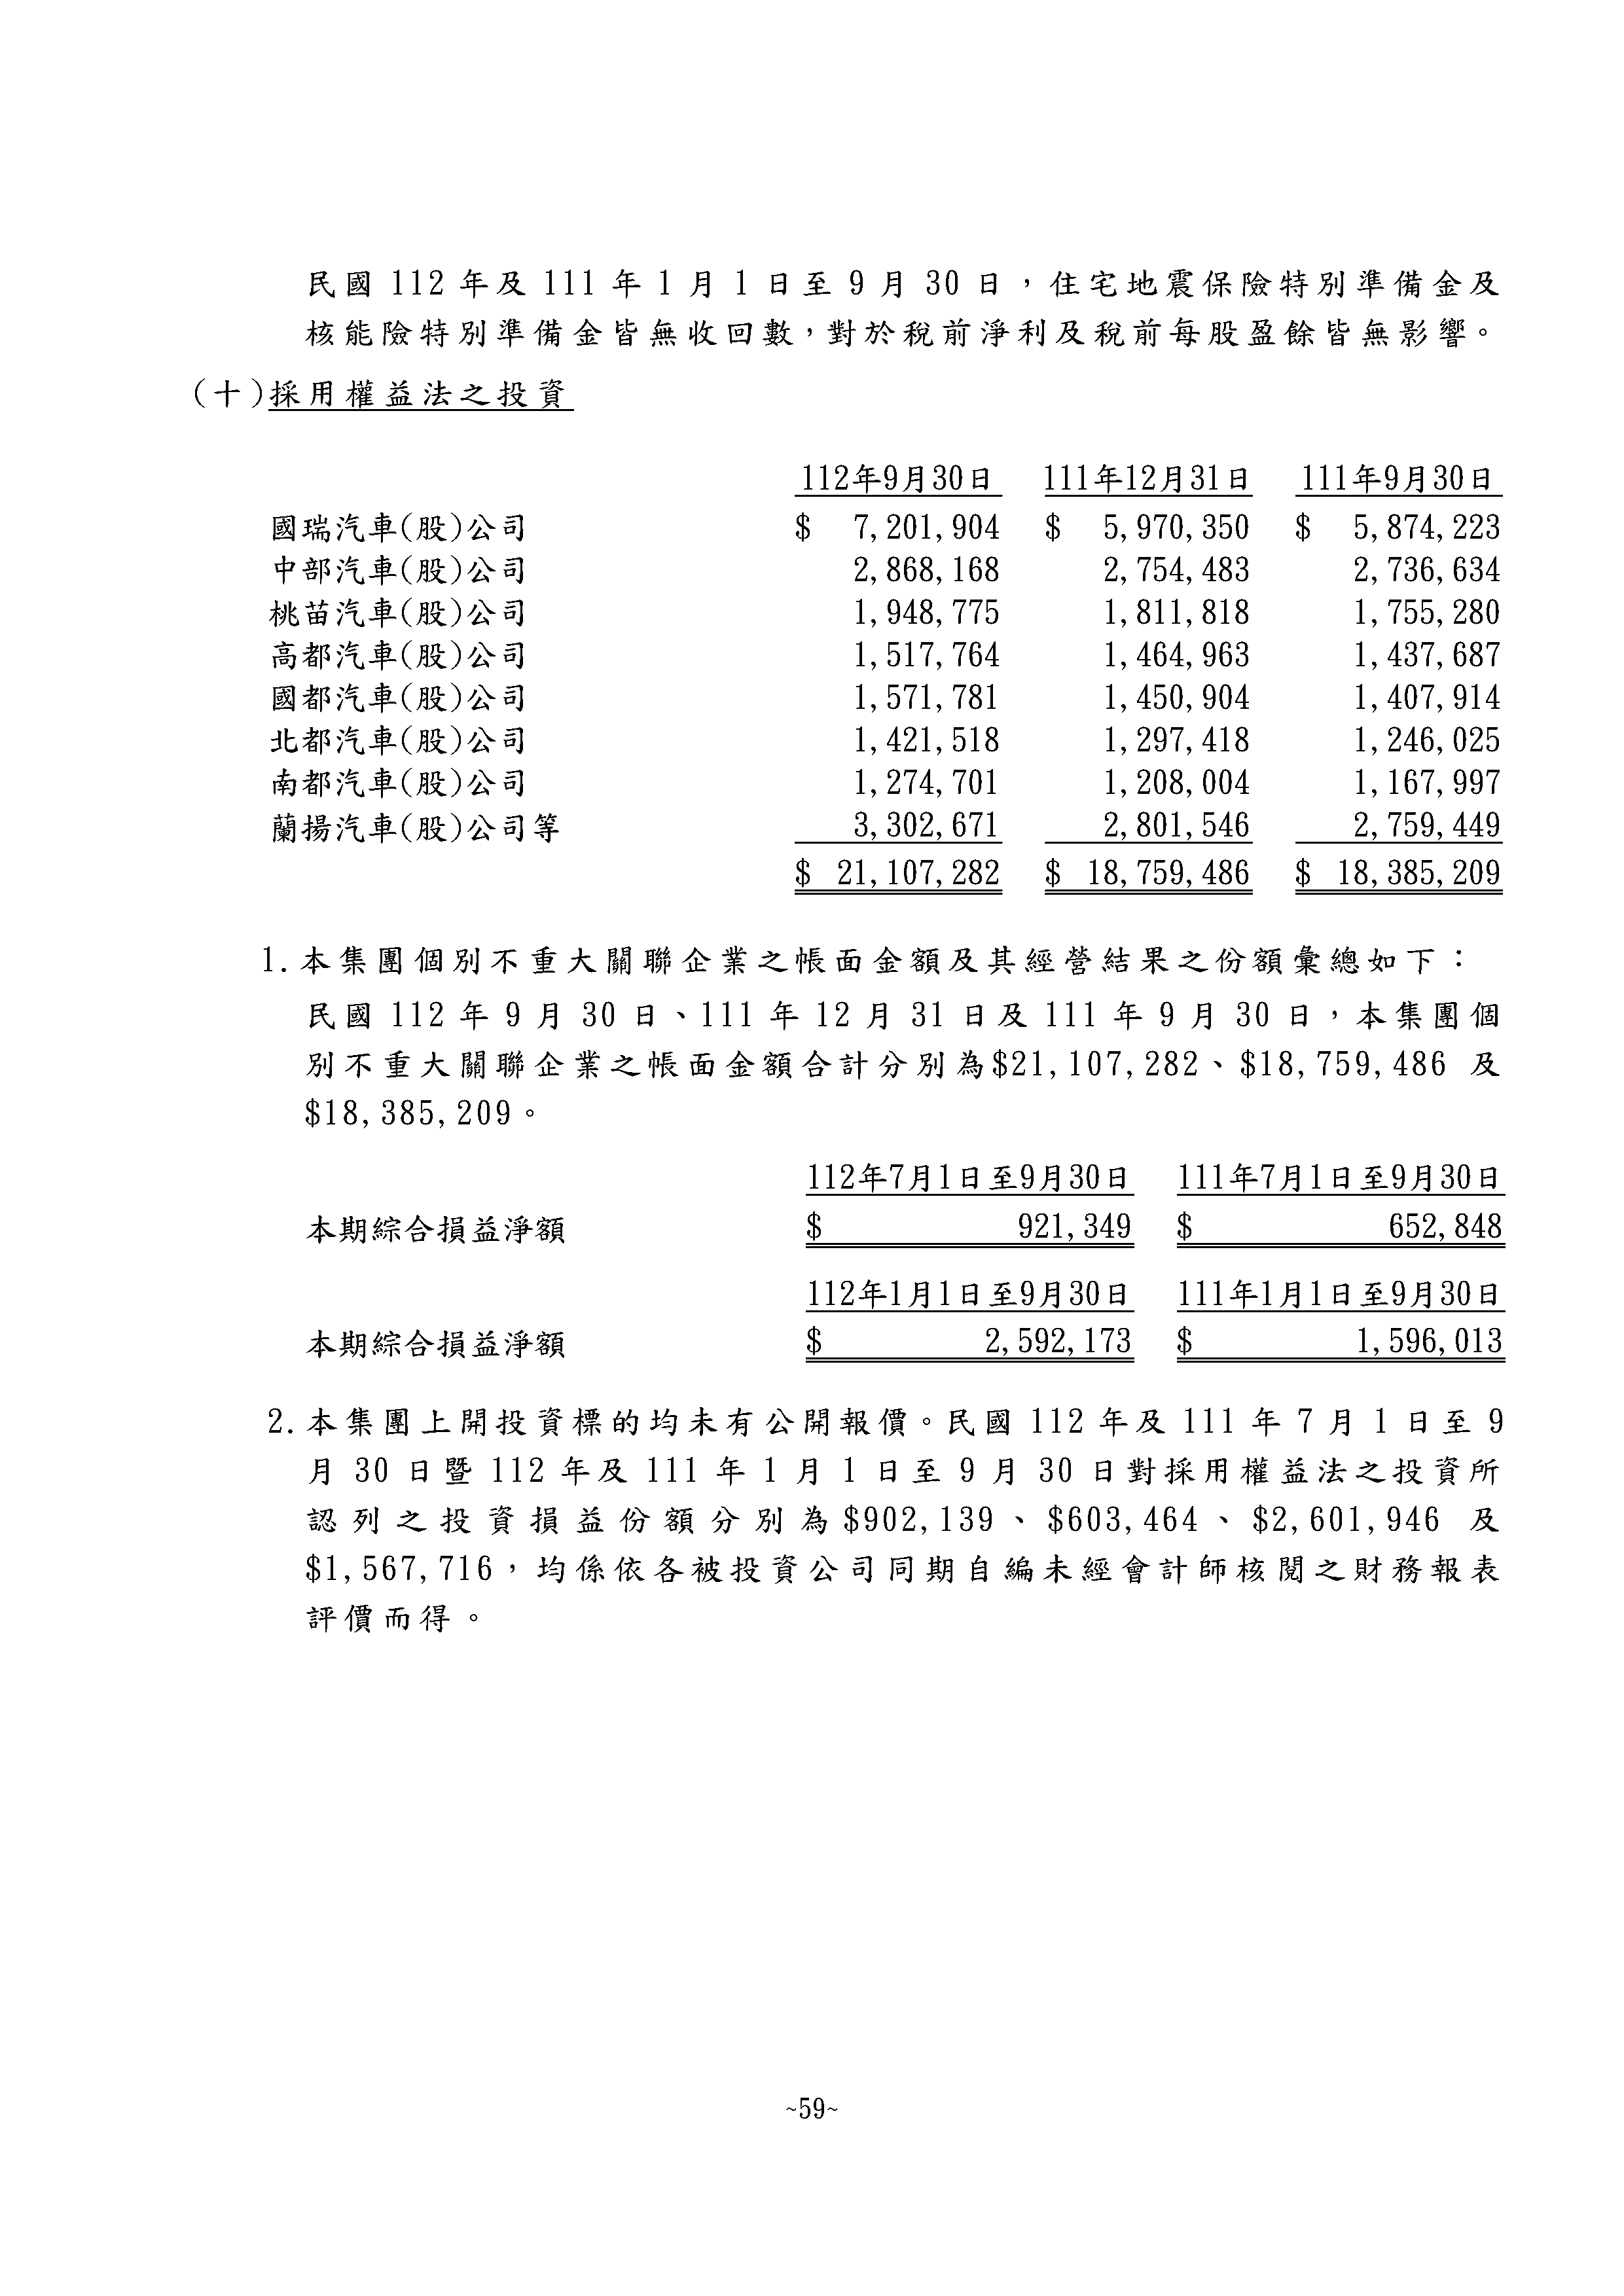 民國 112 年及 111 年 1 月 1 日至 9 月 30 日，住宅地震保險特別準備金及
核能險特別準備金皆無收回數，對於稅前淨利及稅前每股盈餘皆無影響。
(十)採用權益法之投資
112年9月30日 111年12月31日 111年9月30日
國瑞汽車(股)公司 $ 7,201,904 $ 5,970,350 $ 5,874,223
中部汽車(股)公司 2,868,168 2,754,483 2,736,634
桃苗汽車(股)公司 1,948,775 1,811,818 1,755,280
高都汽車(股)公司 1,517,764 1,464,963 1,437,687
國都汽車(股)公司 1,571,781 1,450,904 1,407,914
北都汽車(股)公司 1,421,518 1,297,418 1,246,025
南都汽車(股)公司 1,274,701 1,208,004 1,167,997
蘭揚汽車(股)公司等 3,302,671 2,801,546 2,759,449
$ 21,107,282 $ 18,759,486 $ 18,385,209
1.本集團個別不重大關聯企業之帳面金額及其經營結果之份額彙總如下：
民國 112 年 9 月 30 日、111 年 12 月 31 日及 111 年 9 月 30 日，本集團個
別不重大關聯企業之帳面金額合計分別為$21,107,282、$18,759,486 及
$18,385,209。
112年7月1日至9月30日 111年7月1日至9月30日
本期綜合損益淨額 $ 921,349 $ 652,848
112年1月1日至9月30日 111年1月1日至9月30日
本期綜合損益淨額 $ 2,592,173 $ 1,596,013
2.本集團上開投資標的均未有公開報價。民國 112 年及 111 年 7 月 1 日至 9
月 30 日暨 112 年及 111 年 1 月 1 日至 9 月 30 日對採用權益法之投資所
認列之投資損益份額分別為$902,139、$603,464、$2,601,946 及
$1,567,716，均係依各被投資公司同期自編未經會計師核閱之財務報表
評價而得。
~59~